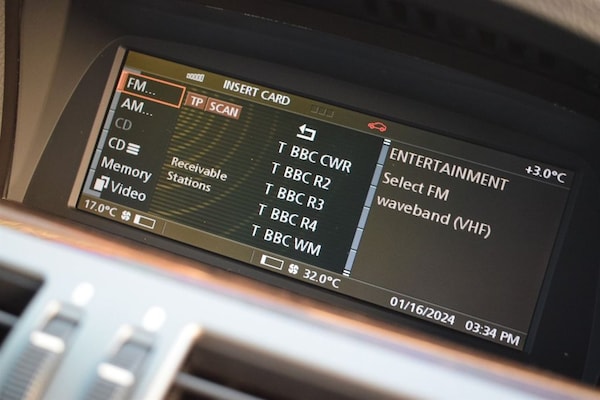 INSERT CARD
FM...
TP SCAN
AM...
CD
CD
Memory
Video
Receivable
Stations
T BBC CWR
T BBC R2
T BBC R3
T BBC R4
T BBC WM
ENTERTAINMENT
+3.0°C
Select FM
waveband (VHF)
17.0°C
32.0°C
01/16/2024 03:34 PM